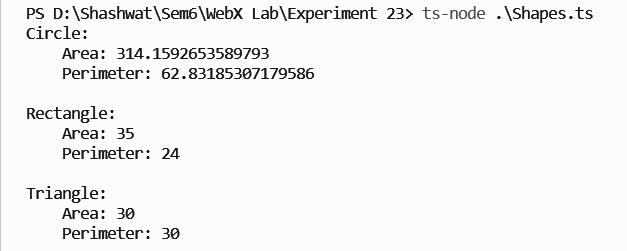 PS D:\Shashwat\Sem6\WebX Lab\Experiment 23> ts-node .\Shapes.ts
Circle:
Area: 314.1592653589793
Perimeter: 62.83185307179586
Rectangle:
Area: 35
Perimeter: 24
Triangle:
Area: 30
Perimeter: 30